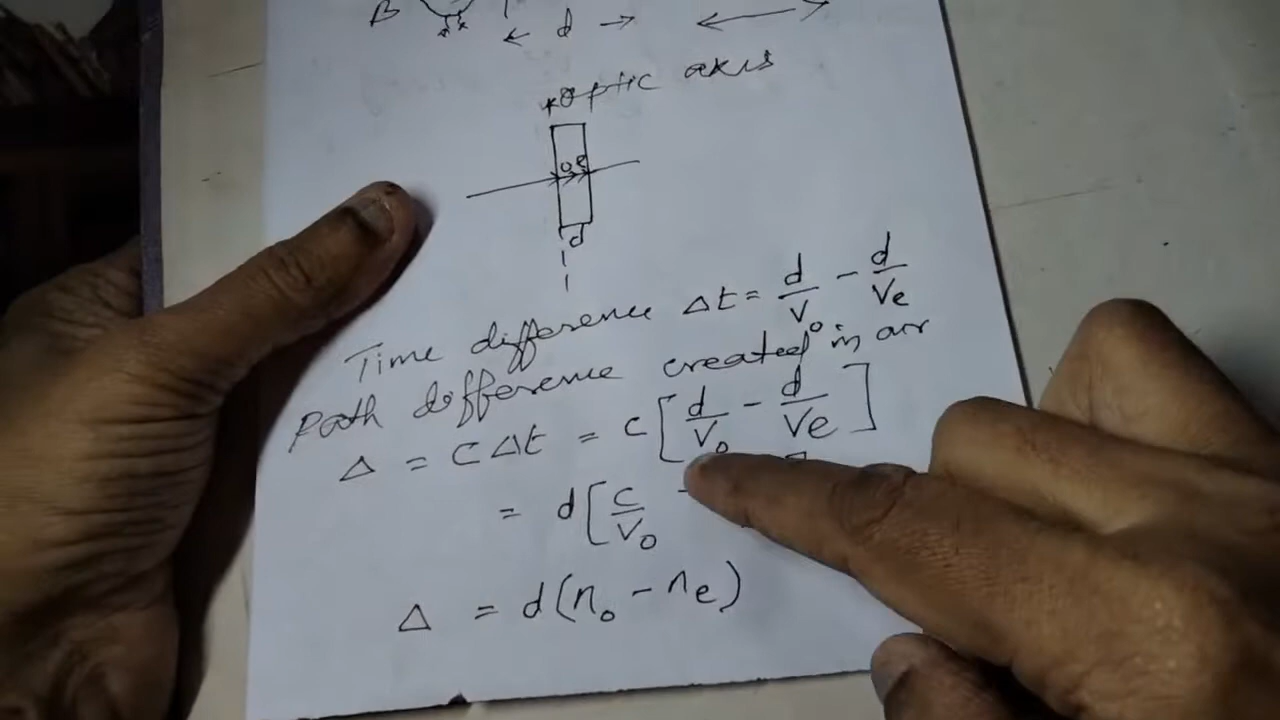 B
← d →
Optic axis
o e
d
Time difference Δt = d/V₀ - d/Ve
Path difference created in air
Δ = CΔt = C[d/V₀ - d/Ve]
= d[C/V₀ -
Δ = d(n₀ - ne)